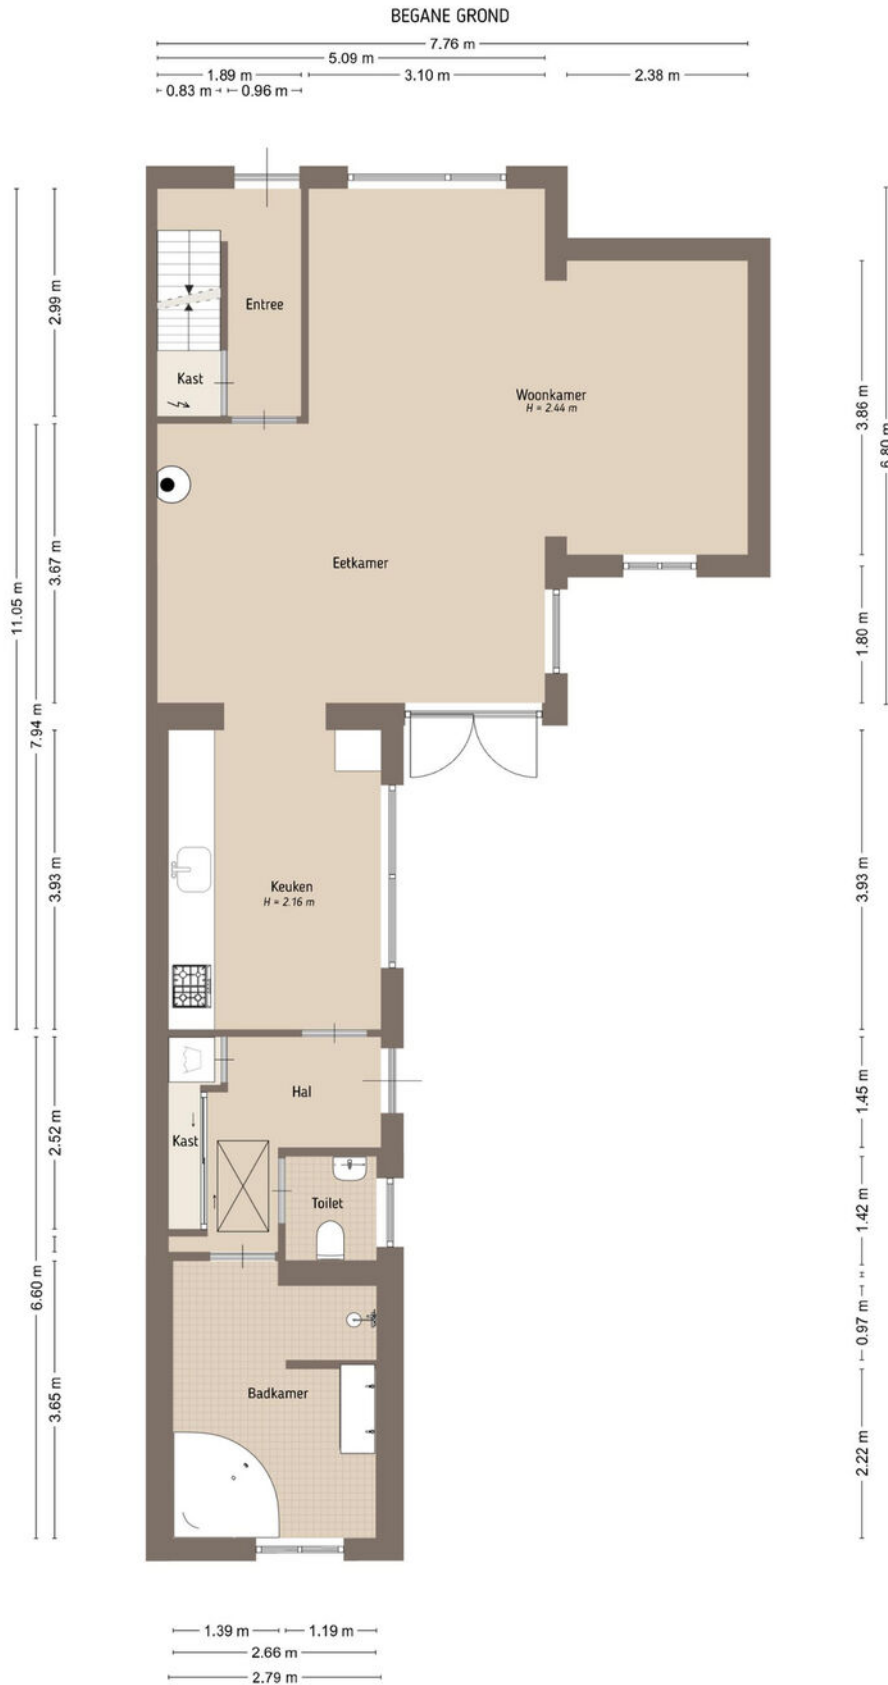 BEGANE GROND
7.76 m
5.09 m
1.89 m
3.10 m
2.38 m
0.83 m
0.96 m
2.99 m
Entree
Kast
Woonkamer
H = 2.44 m
3.86 m
6.80 m
Eetkamer
3.67 m
11.05 m
1.80 m
7.94 m
3.93 m
Keuken
H = 2.16 m
3.93 m
Hal
1.45 m
2.52 m
Kast
Toilet
1.42 m
6.60 m
0.97 m
Badkamer
3.65 m
2.22 m
1.39 m
1.19 m
2.66 m
2.79 m